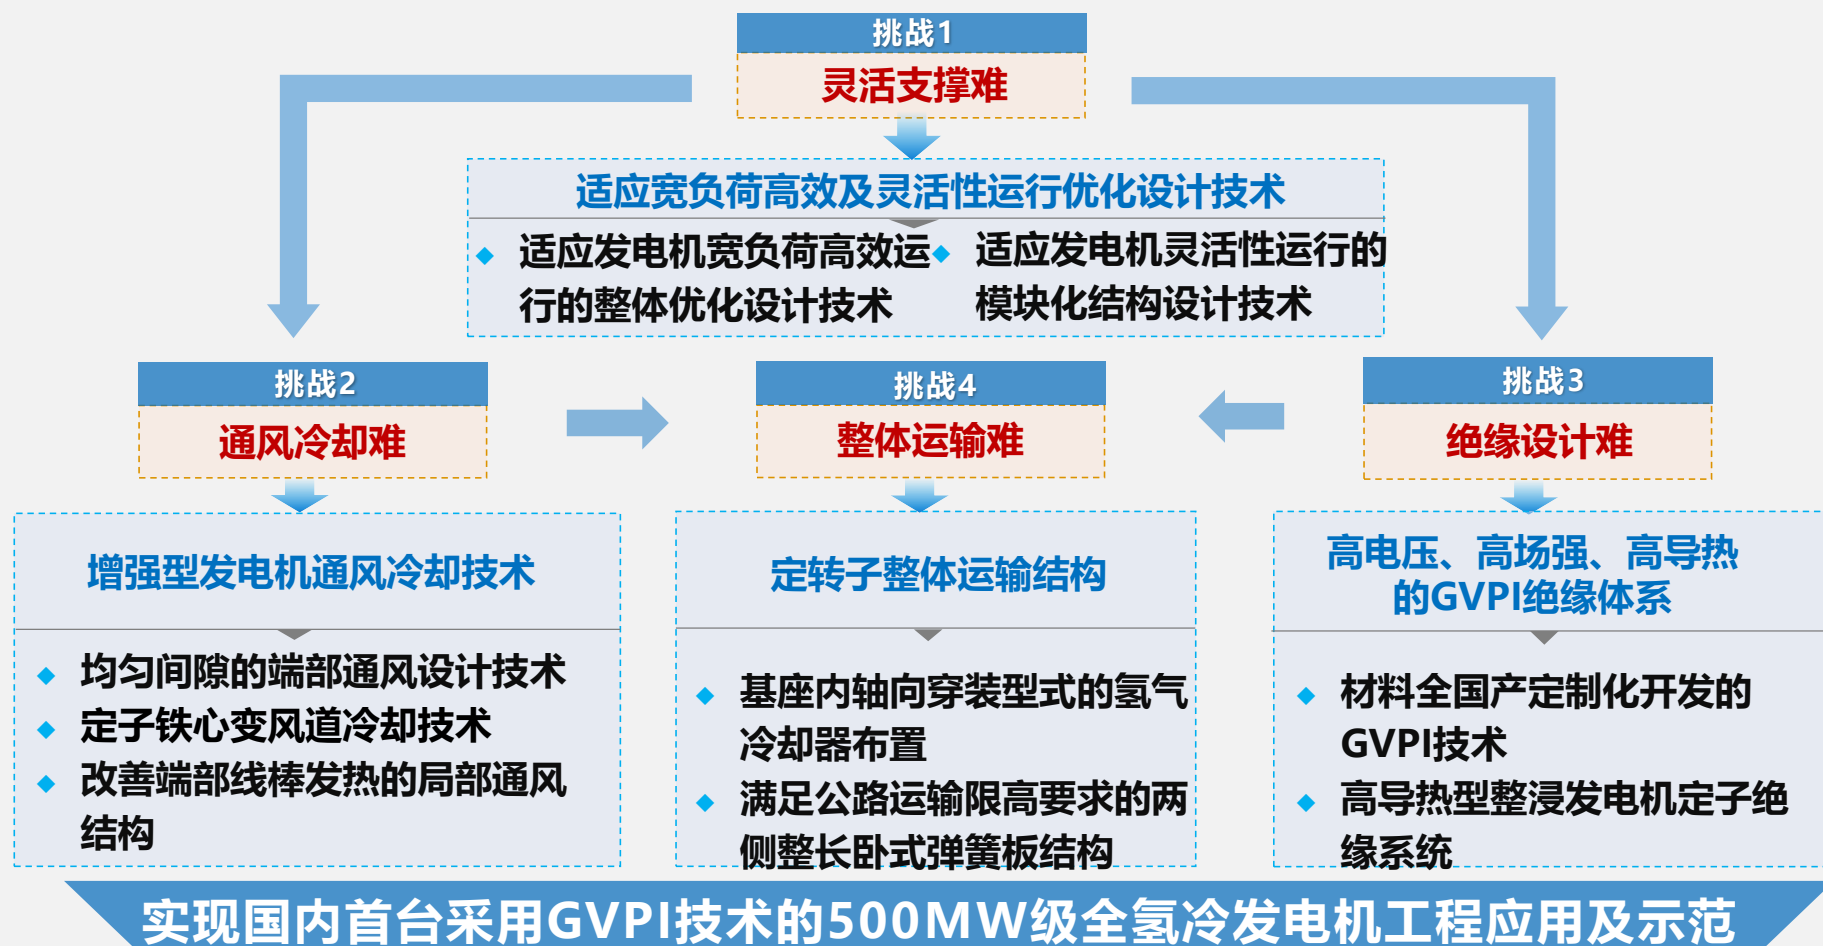 挑战1
灵活支撑难
适应宽负荷高效及灵活性运行优化设计技术
适应发电机宽负荷高效运
行的整体优化设计技术
适应发电机灵活性运行的
模块化结构设计技术
挑战2
通风冷却难
增强型发电机通风冷却技术
均匀间隙的端部通风设计技术
定子铁心变风道冷却技术
改善端部线棒发热的局部通风
结构
挑战4
整体运输难
定转子整体运输结构
基座内轴向穿装型式的氢气
冷却器布置
满足公路运输限高要求的两
侧整长卧式弹簧板结构
挑战3
绝缘设计难
高电压、高场强、高导热
的GVPI绝缘体系
材料全国产定制化开发的
GVPI技术
高导热型整浸发电机定子绝
缘系统
实现国内首台采用GVPI技术的500MW级全氢冷发电机工程应用及示范